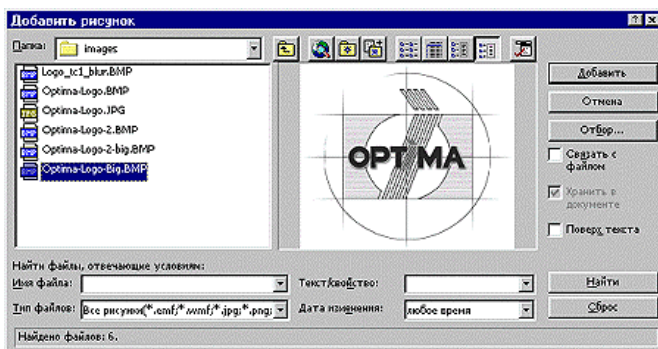 Добавить рисунок
Папка: images
Logo_tc1_blur.BMP
Optima-Logo.BMP
Optima-Logo.JPG
Optima-Logo-2.BMP
Optima-Logo-2-big.BMP
Optima-Logo-Big.BMP
OPTIMA
Добавить
Отмена
Отбор...
Связать с
файлом
Хранить в
документе
Поверх текста
Найти файлы, отвечающие условиям:
Имя файла:
Текст/свойство:
Найти
Тип файлов: Все рисунки(*.emf;*.wmf;*.jpg;*.png;
Дата изменения: любое время
Сброс
Найдено файлов: 6.